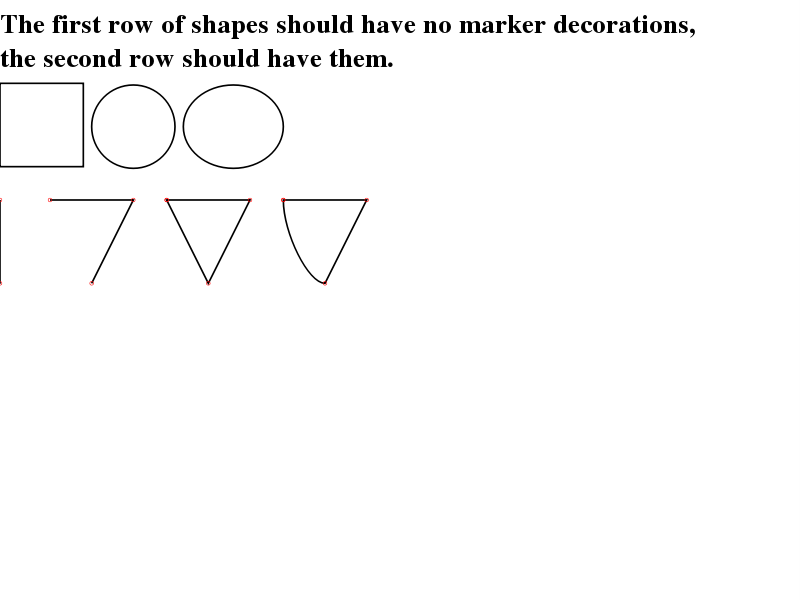 The first row of shapes should have no marker decorations,
the second row should have them.